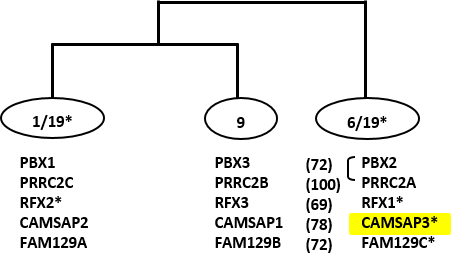 1/19* 9 6/19*
PBX1 PBX3 (72) PBX2
PRRC2C PRRC2B (100) PRRC2A
RFX2* RFX3 (69) RFX1*
CAMSAP2 CAMSAP1 (78) CAMSAP3*
FAM129A FAM129B (72) FAM129C*